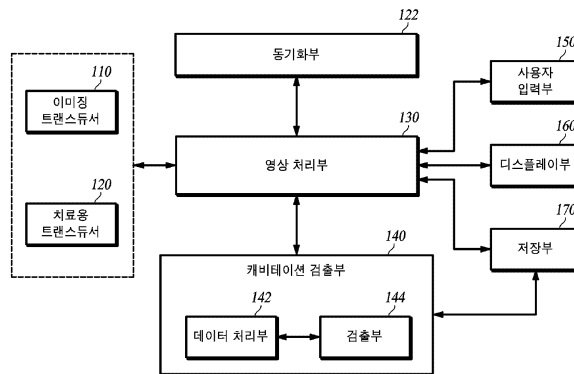 122
동기화부
110
이미징
트랜스듀서
120
치료용
트랜스듀서
130
영상 처리부
150
사용자
입력부
160
디스플레이부
170
저장부
140
캐비테이션 검출부
142
데이터 처리부
144
검출부